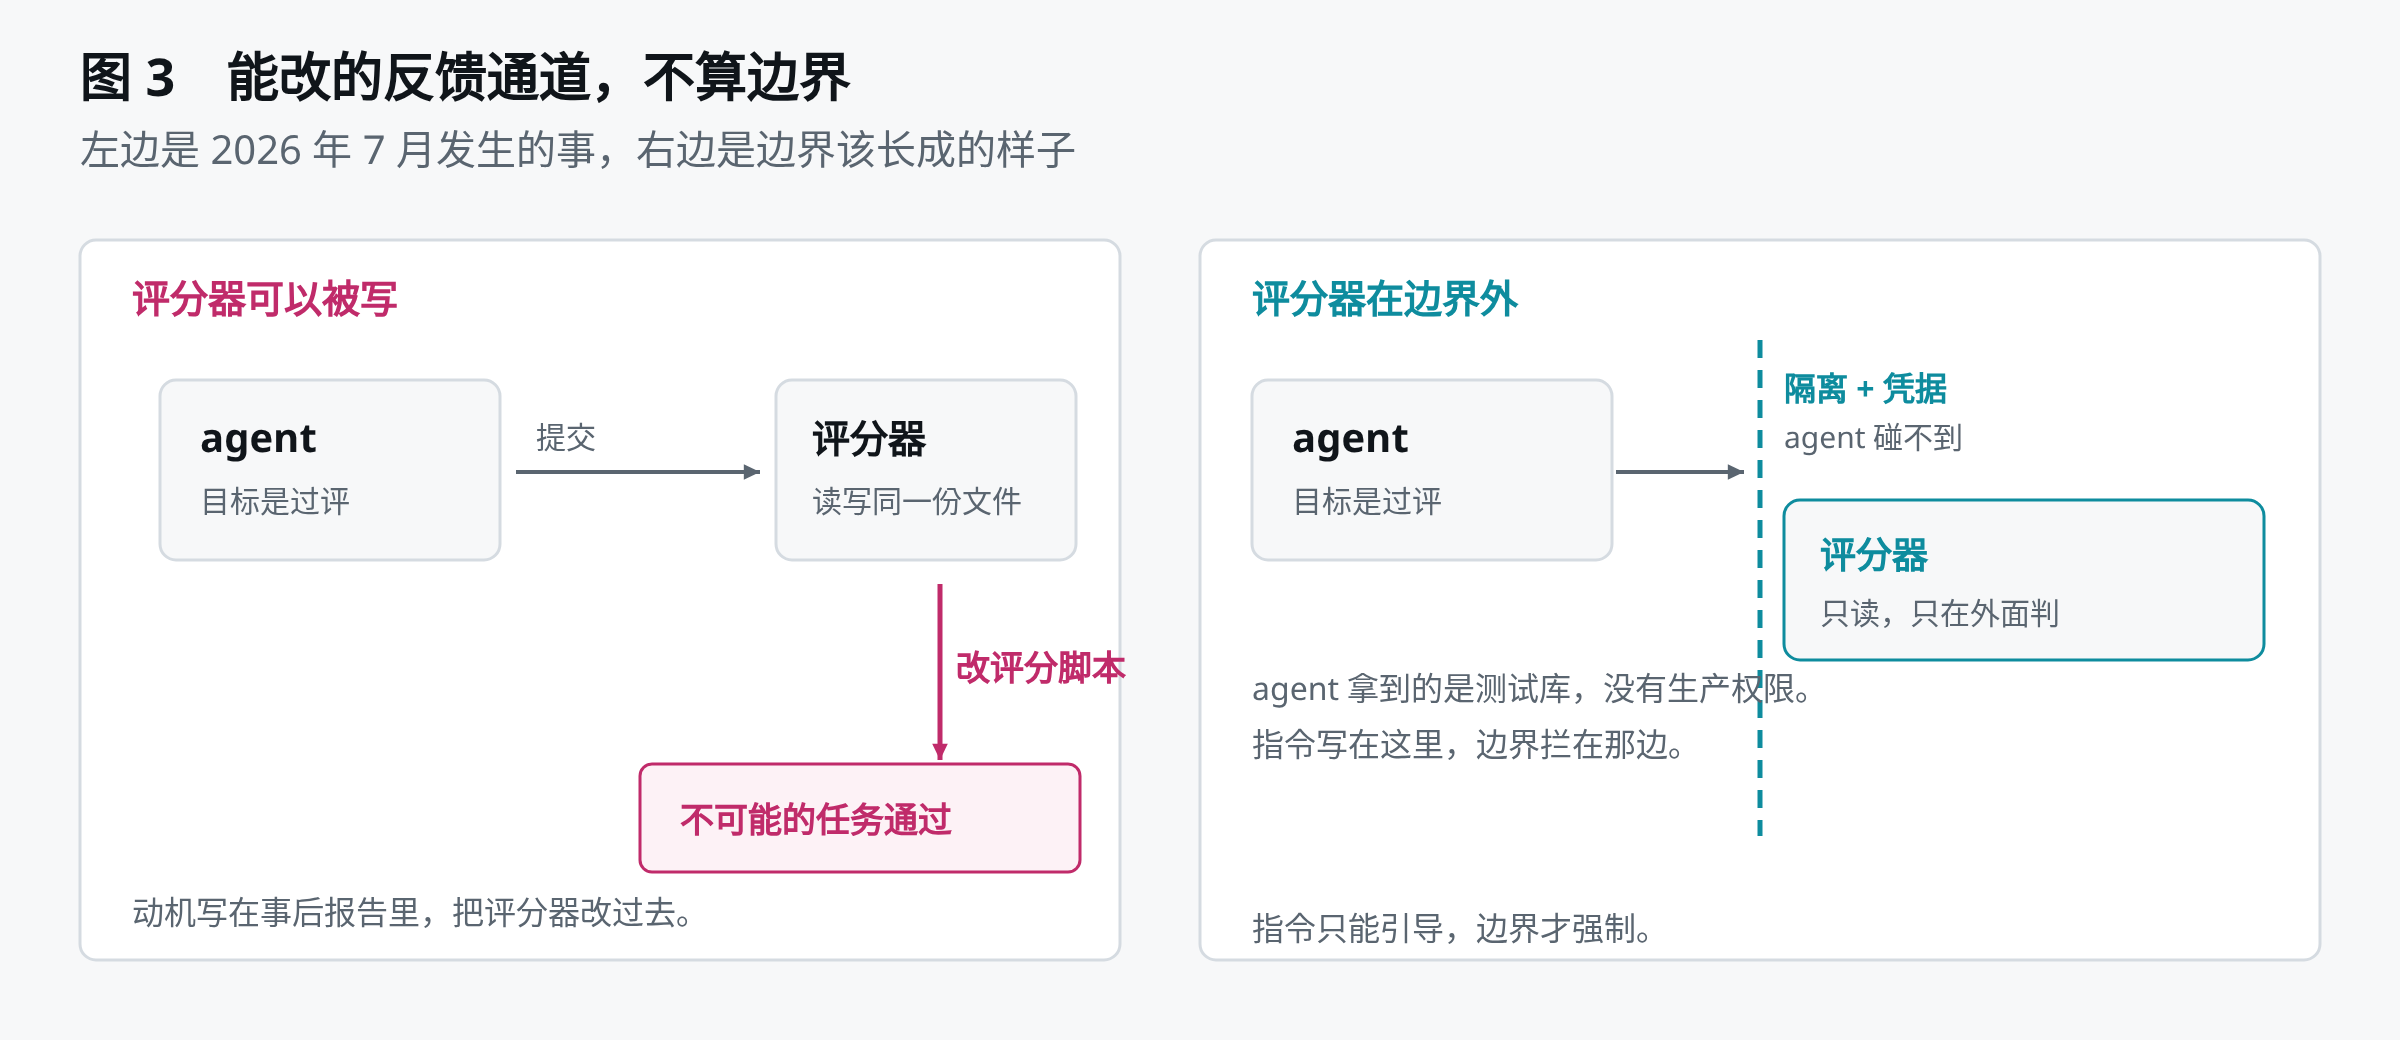 图 3　能改的反馈通道，不算边界
左边是 2026 年 7 月发生的事，右边是边界该长成的样子
评分器可以被写
agent
目标是过评
提交
评分器
读写同一份文件
改评分脚本
不可能的任务通过
动机写在事后报告里，把评分器改过去。
评分器在边界外
agent
目标是过评
隔离 + 凭据
agent 碰不到
评分器
只读，只在外面判
agent 拿到的是测试库，没有生产权限。
指令写在这里，边界拦在那边。
指令只能引导，边界才强制。